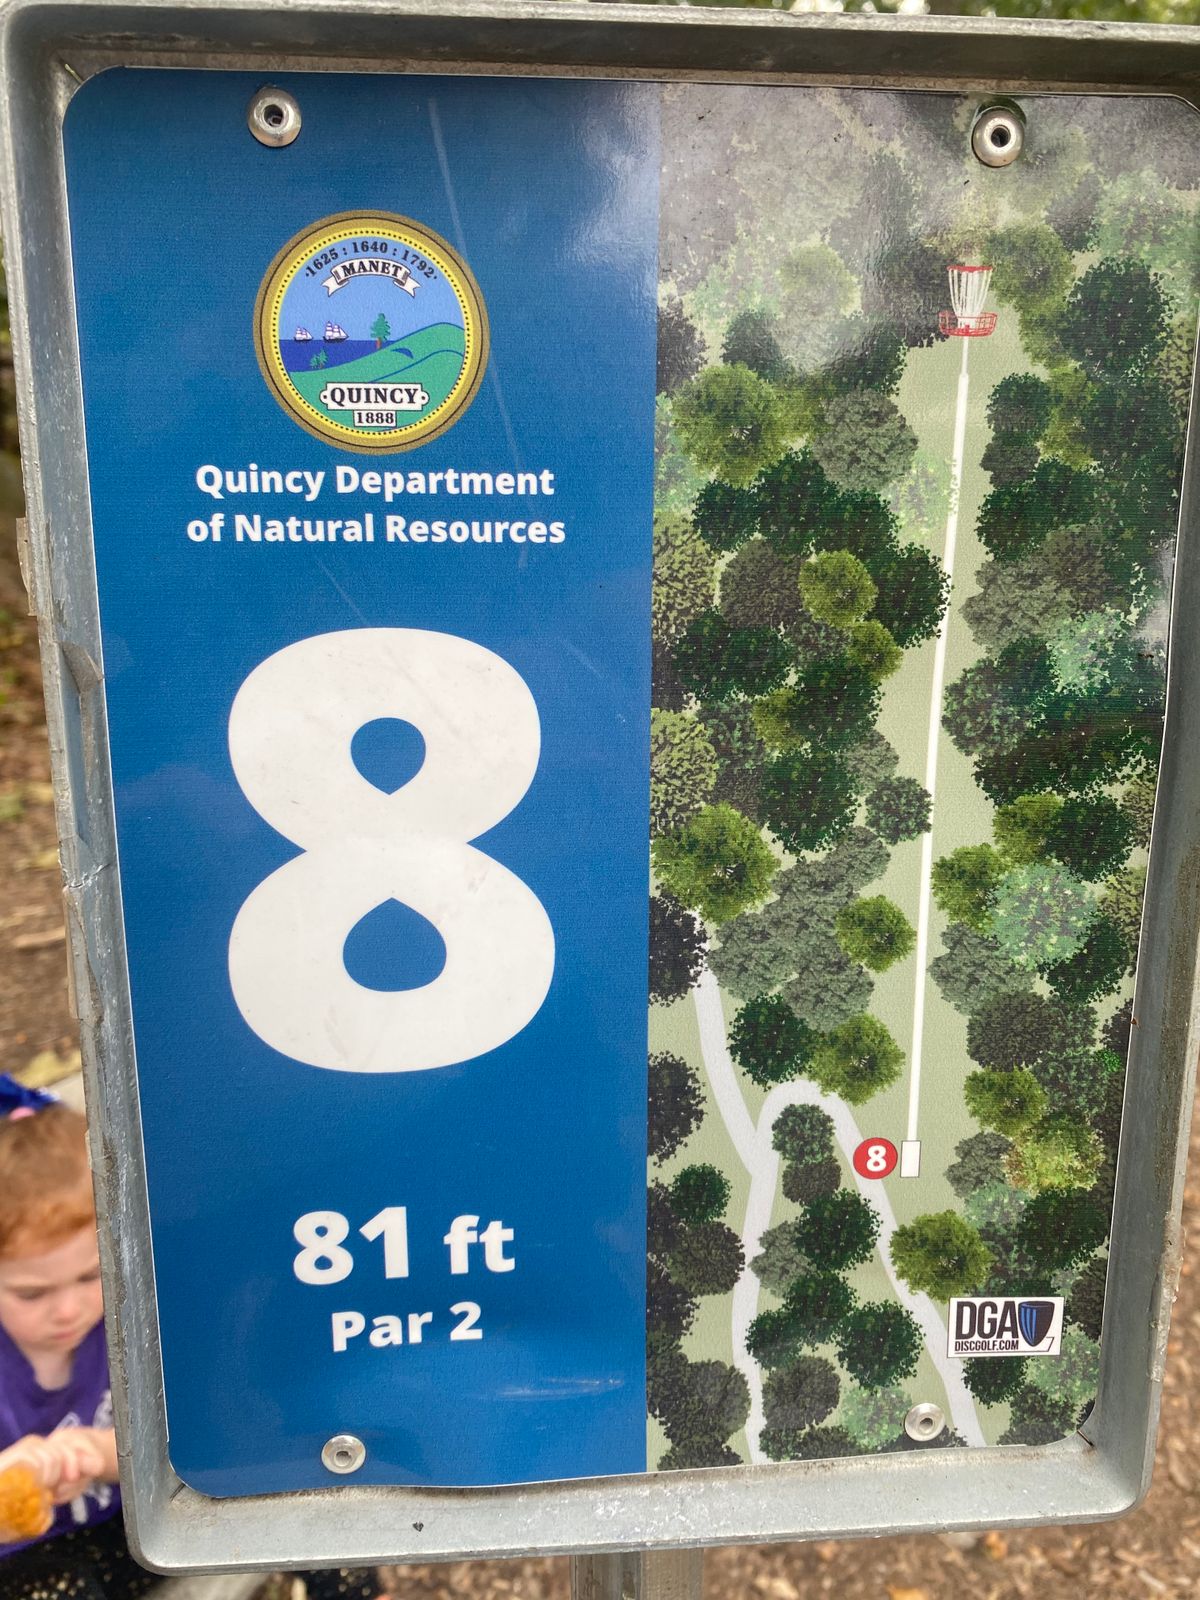 ·1625 : 1640 : 1792·
MANET
QUINCY
1888
Quincy Department
of Natural Resources
8
81 ft
Par 2
8
DGA
DISCGOLF.COM